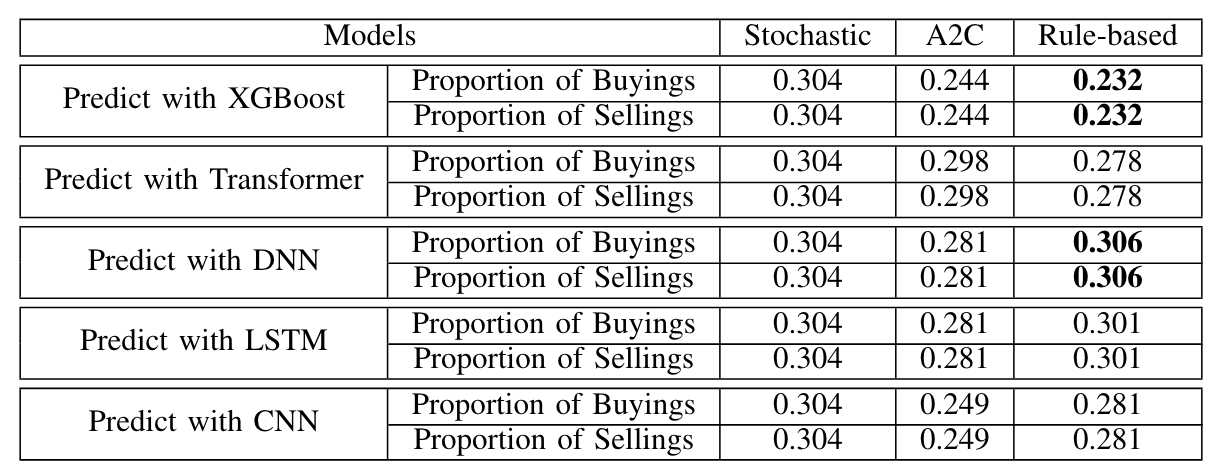 Models Stochastic A2C Rule-based
Predict with XGBoost Proportion of Buyings 0.304 0.244 0.232
Proportion of Sellings 0.304 0.244 0.232
Predict with Transformer Proportion of Buyings 0.304 0.298 0.278
Proportion of Sellings 0.304 0.298 0.278
Predict with DNN Proportion of Buyings 0.304 0.281 0.306
Proportion of Sellings 0.304 0.281 0.306
Predict with LSTM Proportion of Buyings 0.304 0.281 0.301
Proportion of Sellings 0.304 0.281 0.301
Predict with CNN Proportion of Buyings 0.304 0.249 0.281
Proportion of Sellings 0.304 0.249 0.281